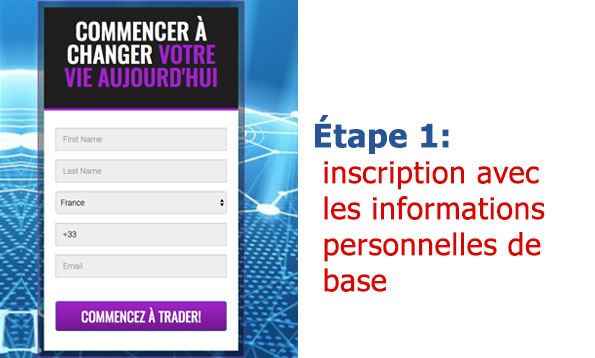 COMMENCER À
CHANGER VOTRE
VIE AUJOURD'HUI
First Name
Last Name
France
+33
Email
COMMENCEZ À TRADER!
Étape 1:
inscription avec
les informations
personnelles de
base